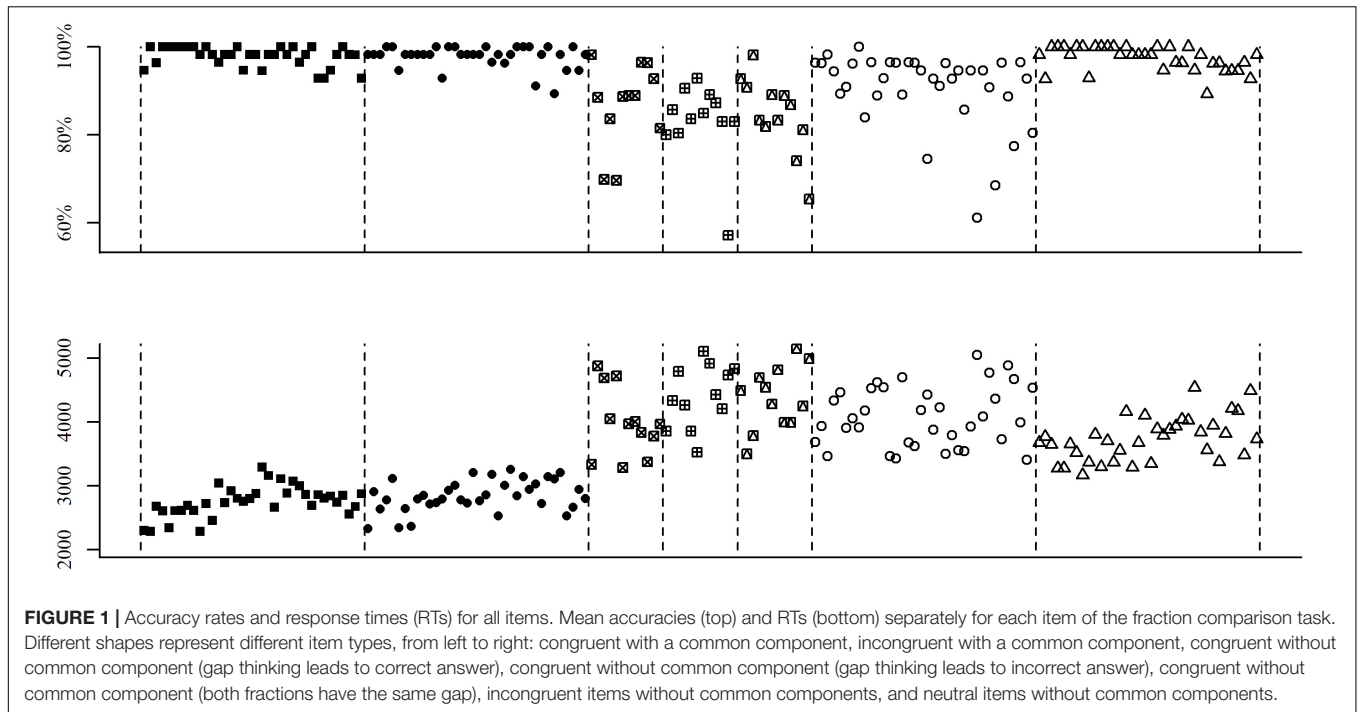 100%
80%
60%
5000
4000
3000
2000
FIGURE 1 | Accuracy rates and response times (RTs) for all items. Mean accuracies (top) and RTs (bottom) separately for each item of the fraction comparison task.
Different shapes represent different item types, from left to right: congruent with a common component, incongruent with a common component, congruent without
common component (gap thinking leads to correct answer), congruent without common component (gap thinking leads to incorrect answer), congruent without
common component (both fractions have the same gap), incongruent items without common components, and neutral items without common components.